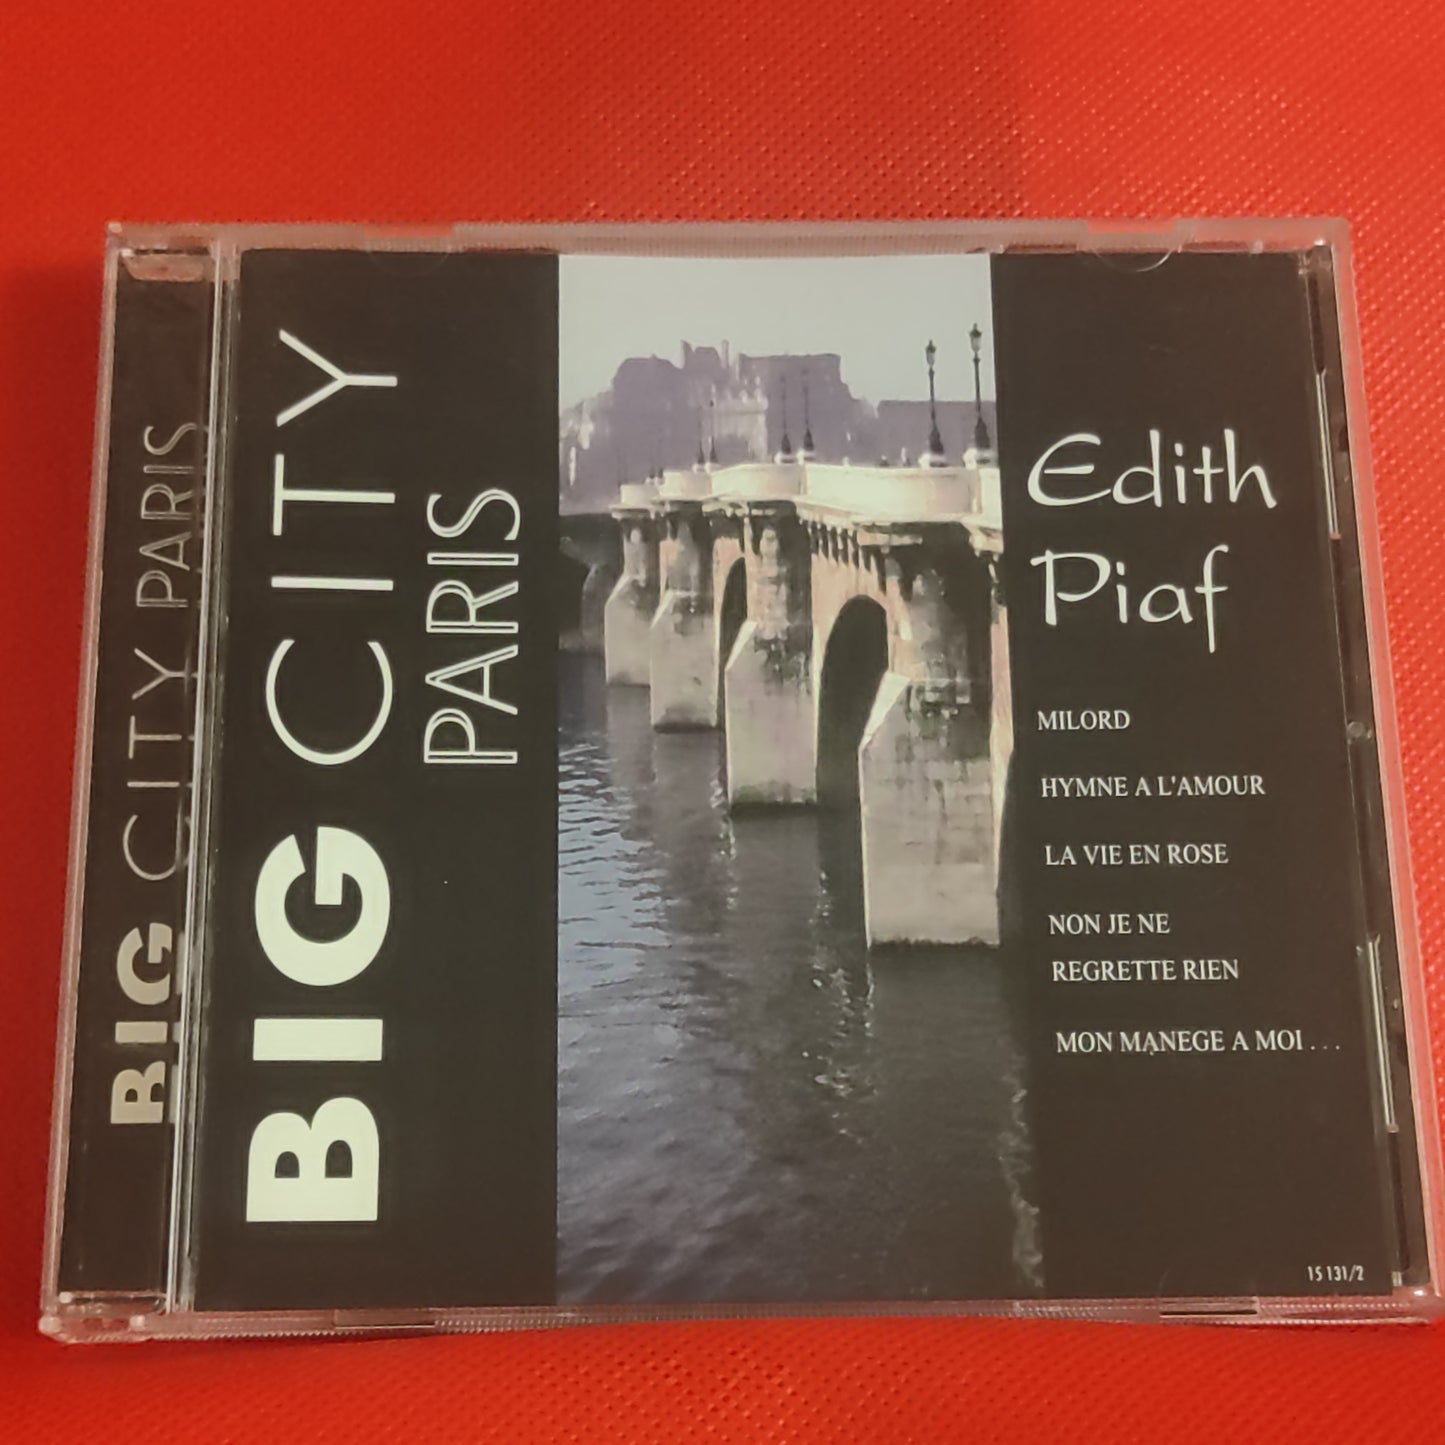 BIG CITY PARIS
BIG CITY
PARIS
Edith
Piaf
MILORD
HYMNE A L'AMOUR
LA VIE EN ROSE
NON JE NE
REGRETTE RIEN
MON MANEGE A MOI . . .
15 131/2